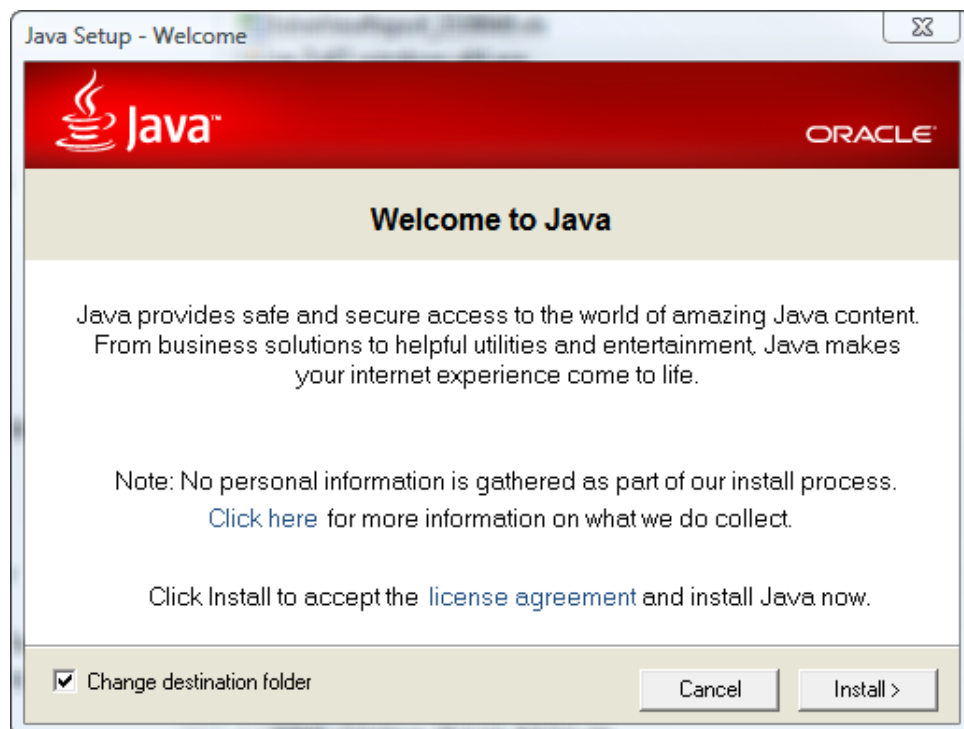 Java Setup - Welcome
Java™
ORACLE®
Welcome to Java
Java provides safe and secure access to the world of amazing Java content.
From business solutions to helpful utilities and entertainment, Java makes
your internet experience come to life.
Note: No personal information is gathered as part of our install process.
Click here for more information on what we do collect.
Click Install to accept the license agreement and install Java now.
Change destination folder
Cancel
Install >